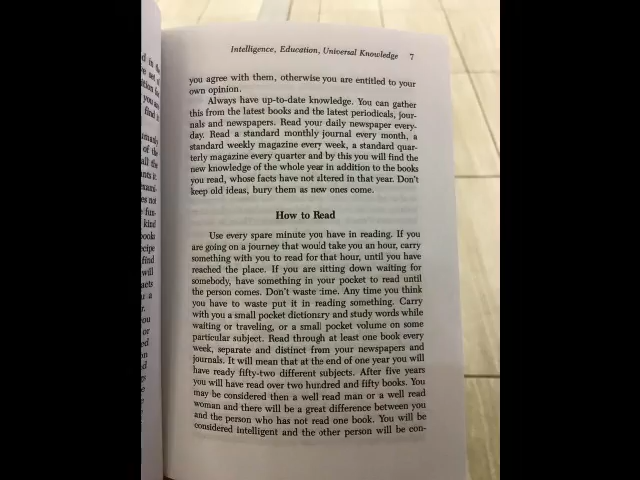 Intelligence, Education, Universal Knowledge 7
you agree with them, otherwise you are entitled to your
own opinion.
Always have up-to-date knowledge. You can gather
this from the latest books and the latest periodicals, jour-
nals and newspapers. Read your daily newspaper every-
day. Read a standard monthly journal every month, a
standard weekly magazine every week, a standard quar-
terly magazine every quarter and by this you will find the
new knowledge of the whole year in addition to the books
you read, whose facts have not altered in that year. Don't
keep old ideas, bury them as new ones come.
How to Read
Use every spare minute you have in reading. If you
are going on a journey that would take you an hour, carry
something with you to read for that hour, until you have
reached the place. If you are sitting down waiting for
somebody, have something in your pocket to read until
the person comes. Don't waste time. Any time you think
you have to waste put it in reading something. Carry
with you a small pocket dictionary and study words while
waiting or traveling, or a small pocket volume on some
particular subject. Read through at least one book every
week, separate and distinct from your newspapers and
journals. It will mean that at the end of one year you will
have ready fifty-two different subjects. After five years
you will have read over two hundred and fifty books. You
may be considered then a well read man or a well read
woman and there will be a great difference between you
and the person who has not read one book. You will be
considered intelligent and the other person will be con-